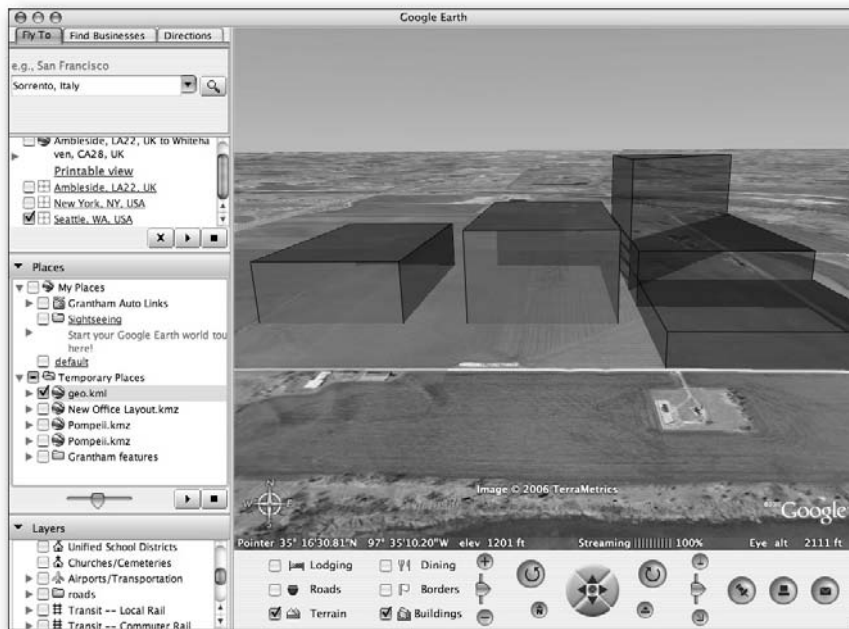 Google Earth
Fly To
Find Businesses
Directions
e.g., San Francisco
Sorrento, Italy
Ambleside, LA22, UK to Whiteha
ven, CA28, UK
Printable view
Ambleside, LA22, UK
New York, NY, USA
Seattle, WA, USA
Places
My Places
Grantham Auto Links
Sightseeing
Start your Google Earth world tou
here!
default
Temporary Places
geo.kml
New Office Layout.kmz
Pompeii.kmz
Pompeii.kmz
Grantham features
Layers
Unified School Districts
Churches/Cemeteries
Airports/Transportation
roads
Transit -- Local Rail
Transit -- Commuter Rail
N
W
E
S
Image © 2006 TerraMetrics
Google
Pointer 35° 16'30.81"N 97° 35'10.20"W elev 1201 ft
Streaming |||||||||| 100%
Eye alt 2111 ft
Lodging
Dining
Roads
Borders
Terrain
Buildings
N